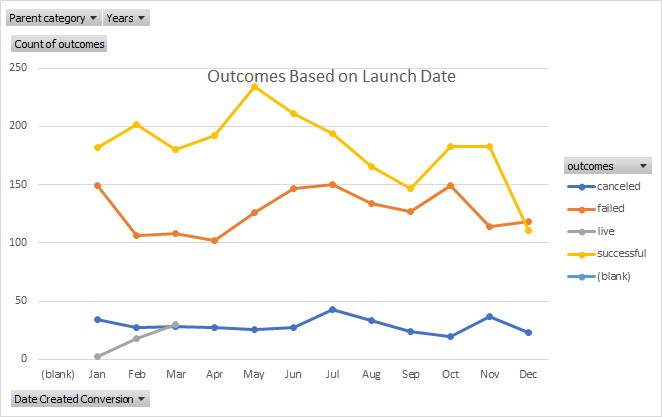 Parent category Years
Count of outcomes
Outcomes Based on Launch Date
250
200
150
100
50
0
(blank) Jan Feb Mar Apr May Jun Jul Aug Sep Oct Nov Dec
outcomes
canceled
failed
live
successful
(blank)
Date Created Conversion